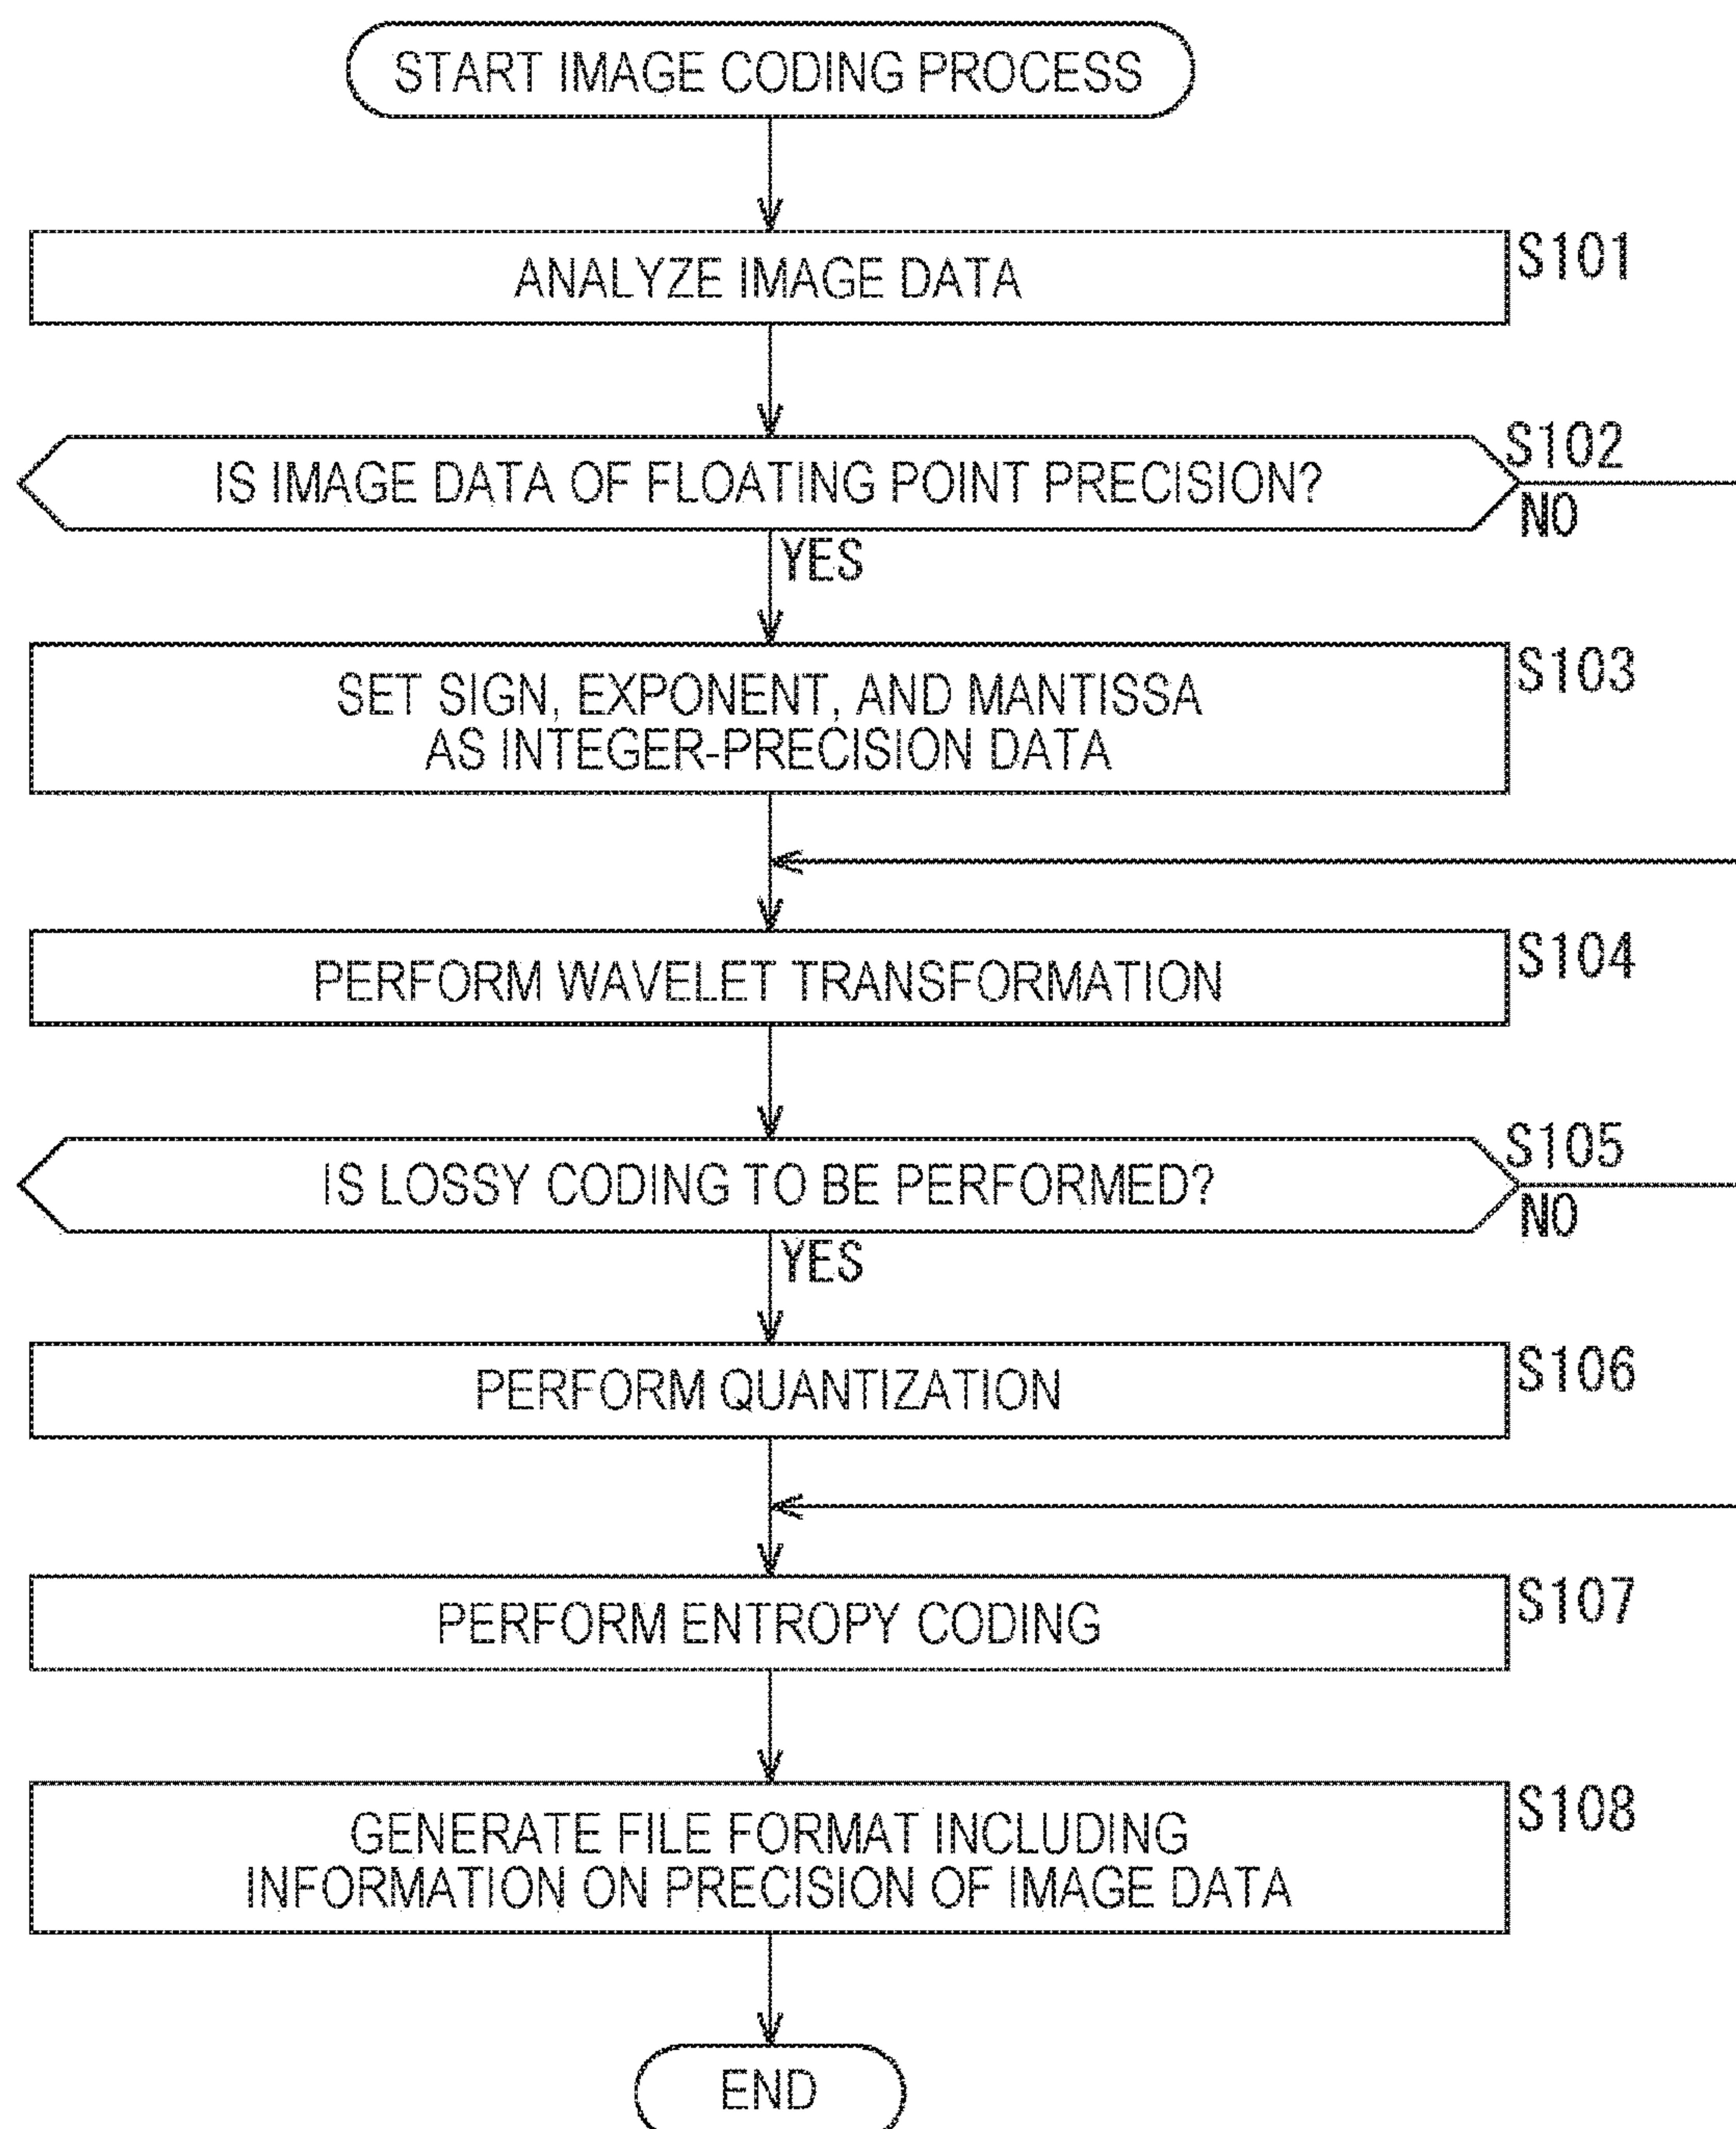 START IMAGE CODING PROCESS
ANALYZE IMAGE DATA
S101
IS IMAGE DATA OF FLOATING POINT PRECISION?
S102
NO
YES
SET SIGN, EXPONENT, AND MANTISSA
AS INTEGER-PRECISION DATA
S103
PERFORM WAVELET TRANSFORMATION
S104
IS LOSSY CODING TO BE PERFORMED?
S105
NO
YES
PERFORM QUANTIZATION
S106
PERFORM ENTROPY CODING
S107
GENERATE FILE FORMAT INCLUDING
INFORMATION ON PRECISION OF IMAGE DATA
S108
END